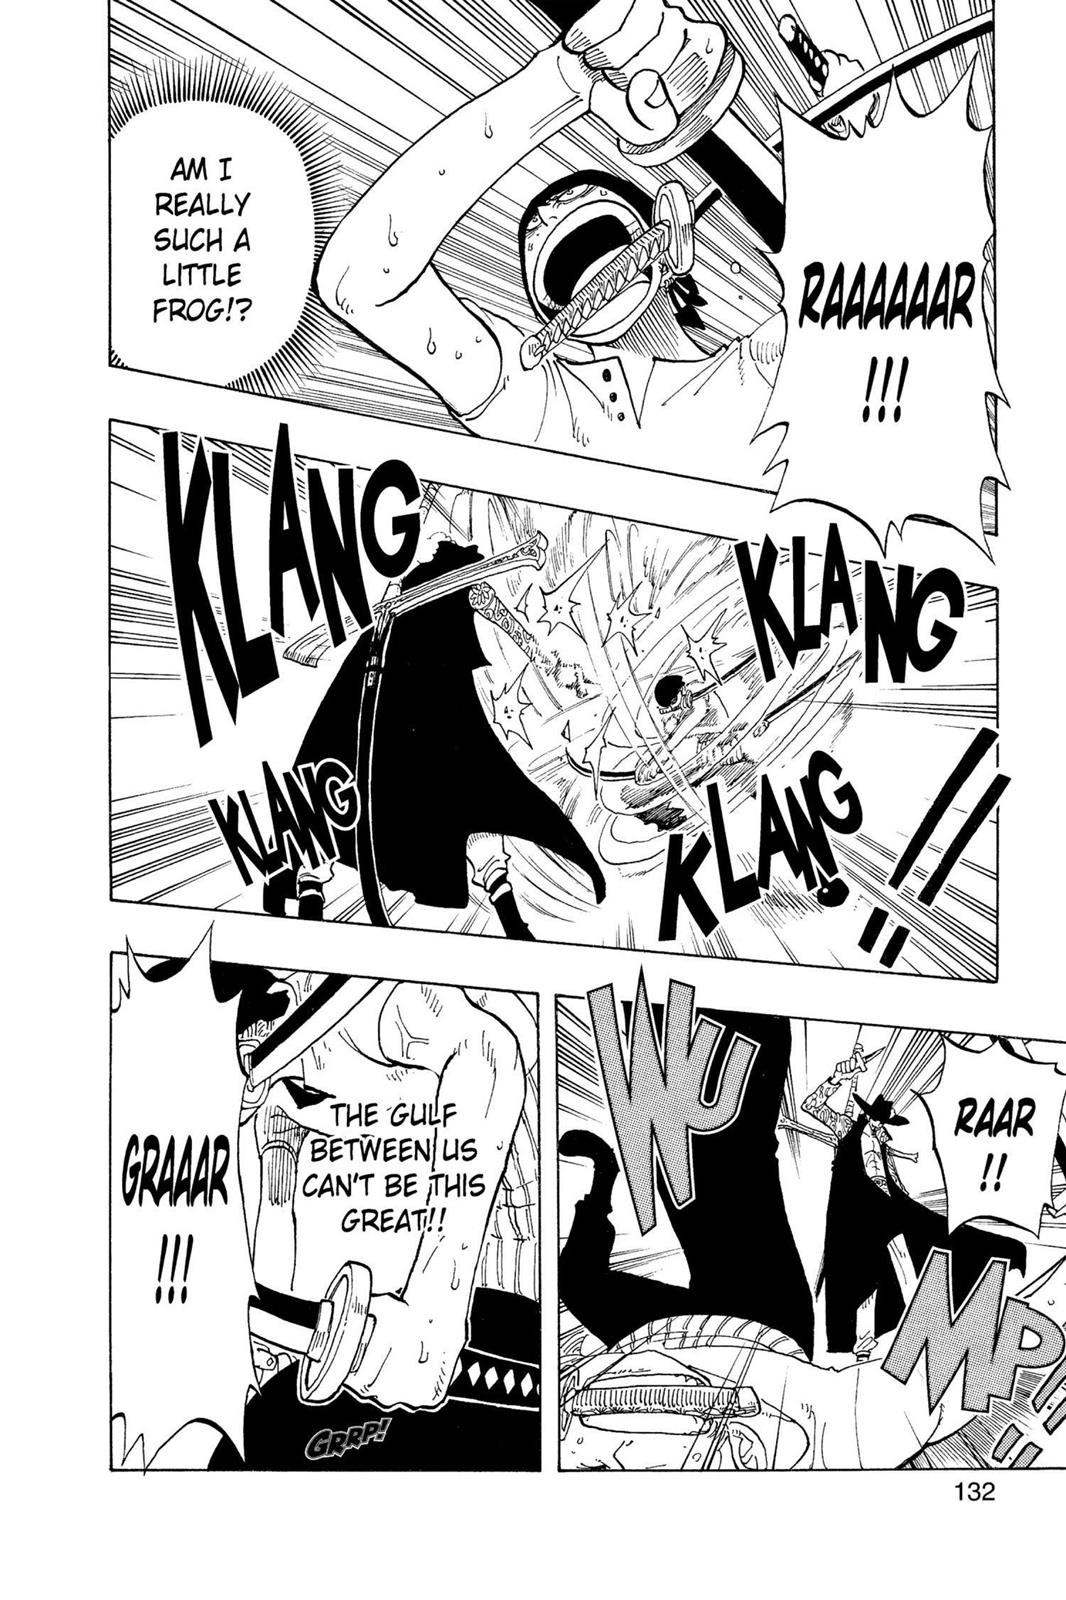 RAAAAAAR
!!!
AM I
REALLY
SUCH A
LITTLE
FROG!?
KLANG
KLANG
KLANG
KLANG
!!
RAAR
!!
WU
MP
!!
THE GULF
BETWEEN US
CAN'T BE THIS
GREAT!!
GRAAAR
!!!
GRRP!
132